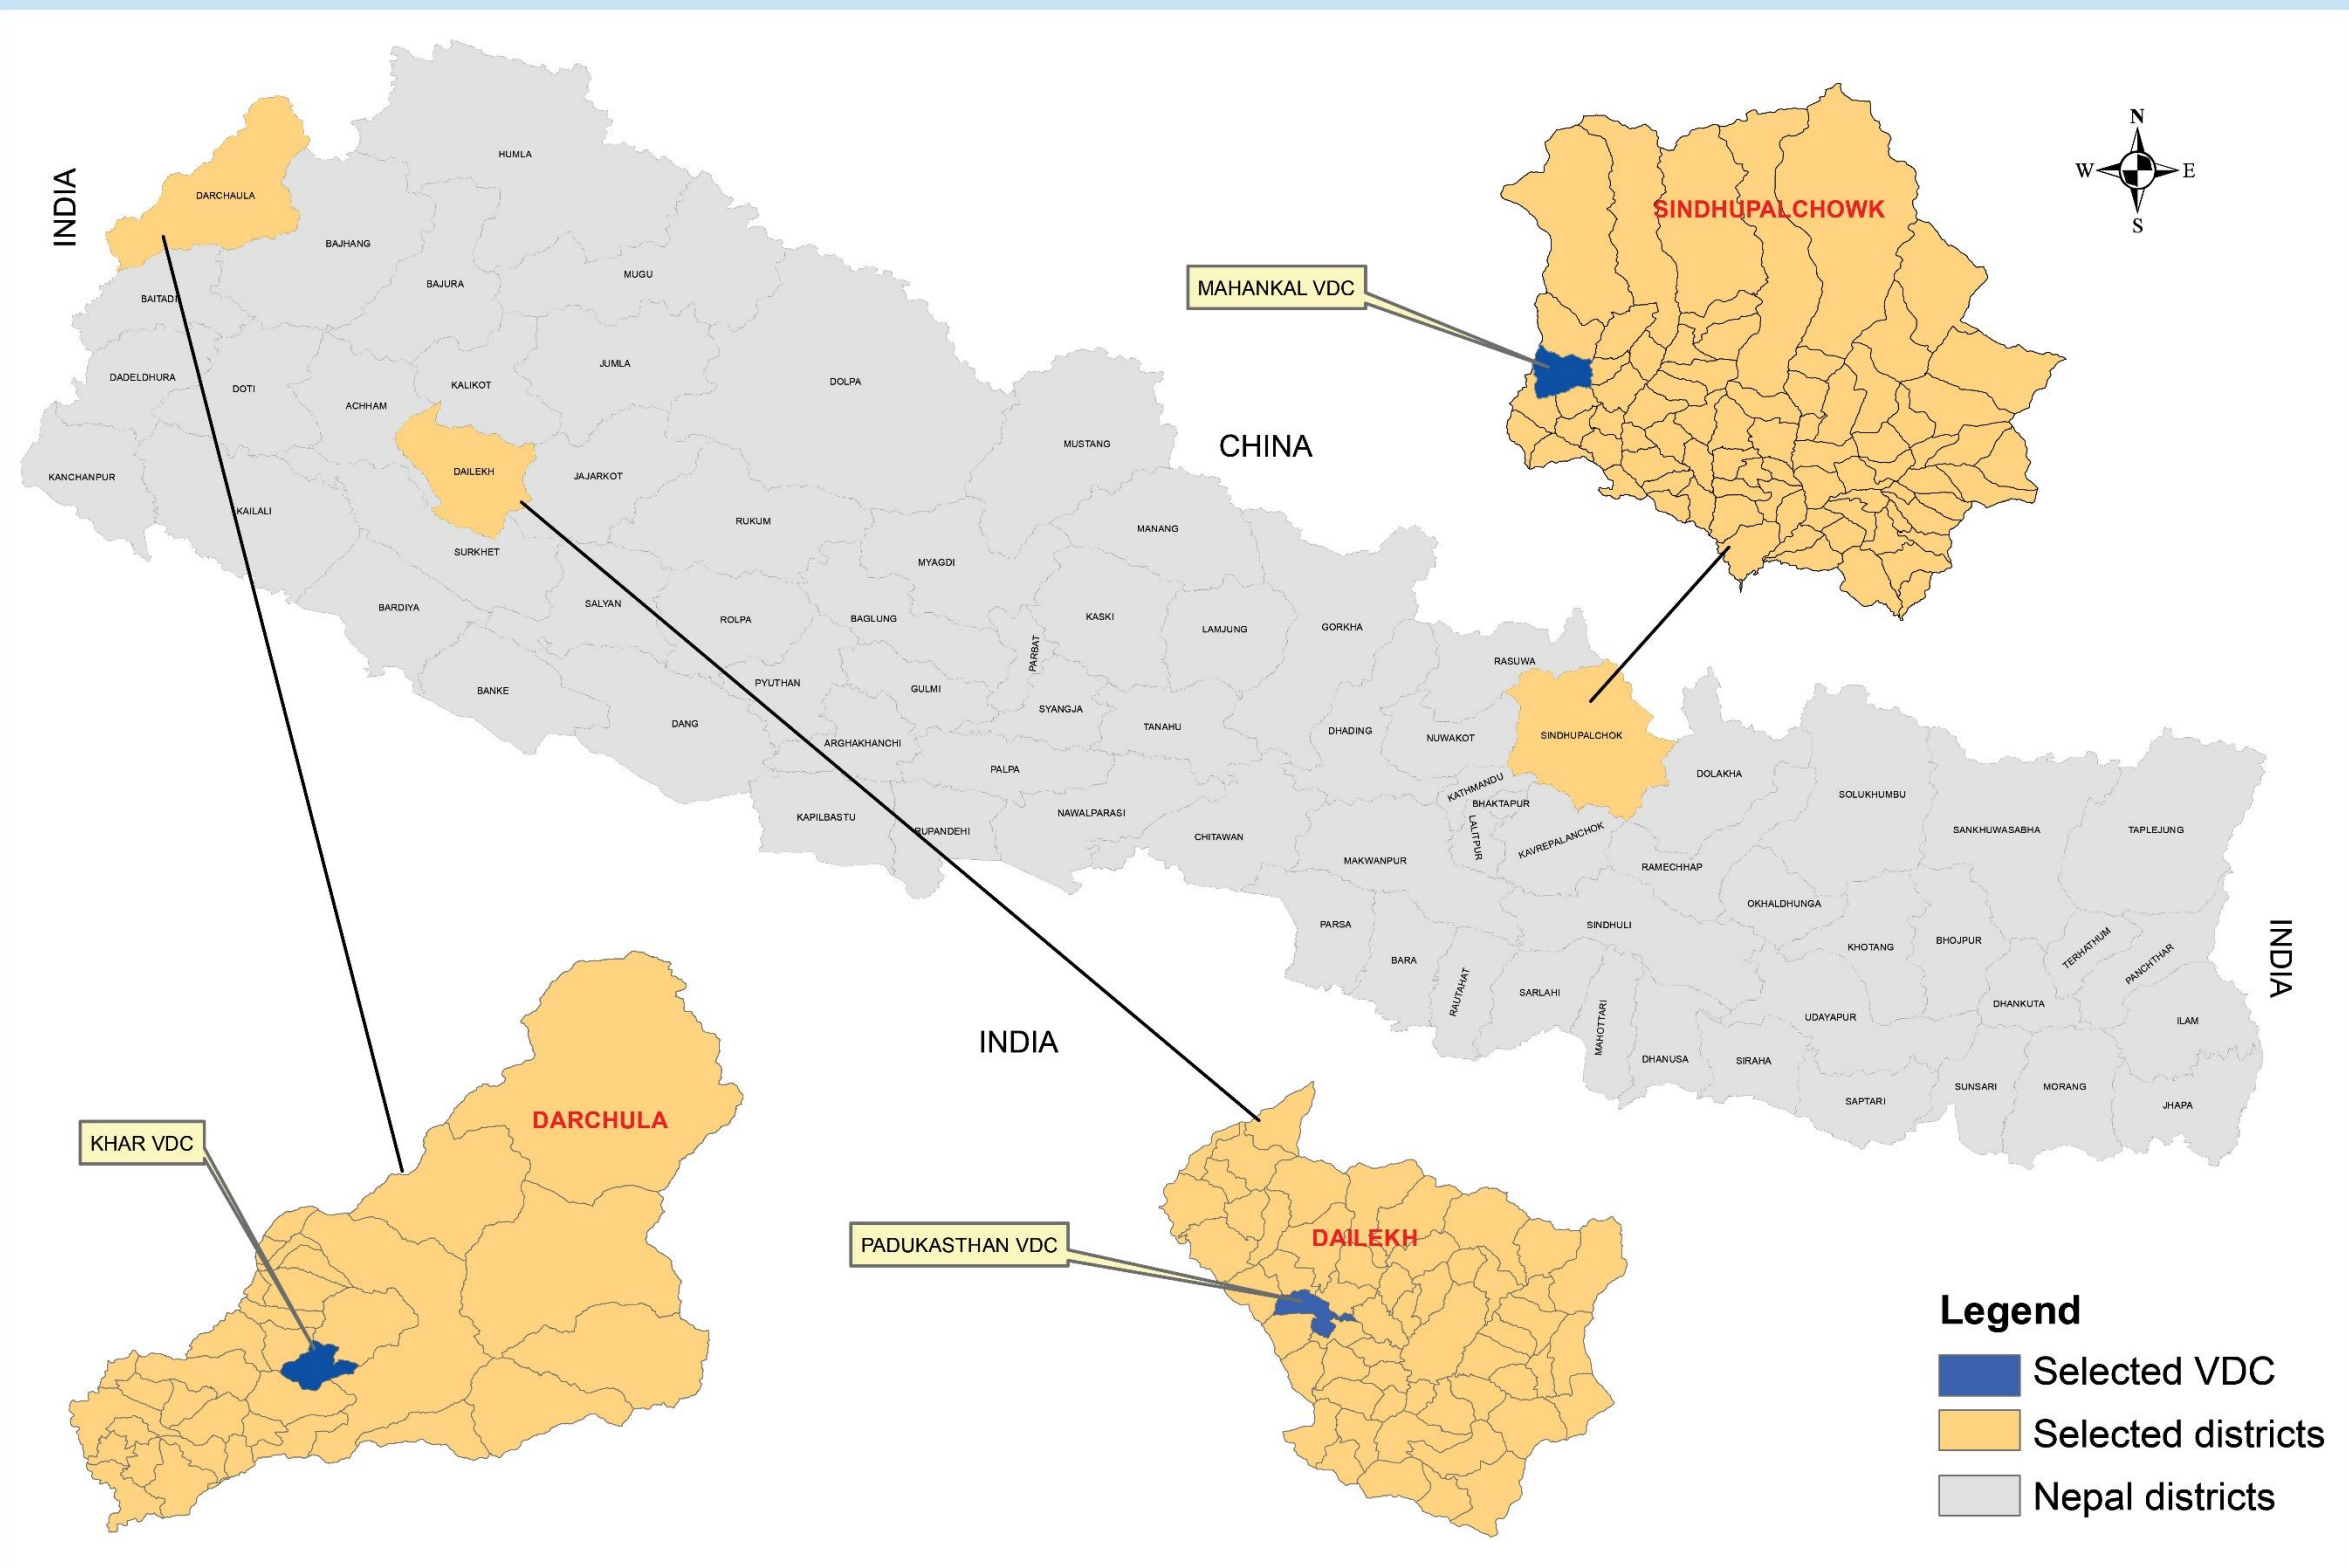 N
W
E
S
INDIA
HUMLA
DARCHAULA
SINDHUPALCHOWK
BAJHANG
MUGU
BAJURA
MAHANKAL VDC
BAITADI
JUMLA
DADELDHURA
DOTI
KALIKOT
DOLPA
ACHHAM
MUSTANG
CHINA
DAILEKH
JAJARKOT
KANCHANPUR
KAILALI
RUKUM
MANANG
SURKHET
MYAGDI
BARDIYA
SALYAN
ROLPA
BAGLUNG
KASKI
LAMJUNG
GORKHA
PARBAT
RASUWA
BANKE
PYUTHAN
GULMI
SYANGJA
DANG
TANAHU
DHADING
NUWAKOT
SINDHUPALCHOK
ARGHAKHANCHI
PALPA
DOLAKHA
KATHMANDU
BHAKTAPUR
SOLUKHUMBU
KAPILBASTU
RUPANDEHI
NAWALPARASI
CHITAWAN
LALITPUR
KAVREPALANCHOK
SANKHUWASABHA
TAPLEJUNG
MAKWANPUR
RAMECHHAP
OKHALDHUNGA
PARSA
SINDHULI
KHOTANG
BHOJPUR
TERHATHUM
PANCHTHAR
INDIA
BARA
RAUTAHAT
SARLAHI
MAHOTTARI
DHANKUTA
UDAYAPUR
ILAM
INDIA
DHANUSA
SIRAHA
SUNSARI
MORANG
SAPTARI
JHAPA
DARCHULA
KHAR VDC
PADUKASTHAN VDC
DAILEKH
Legend
Selected VDC
Selected districts
Nepal districts